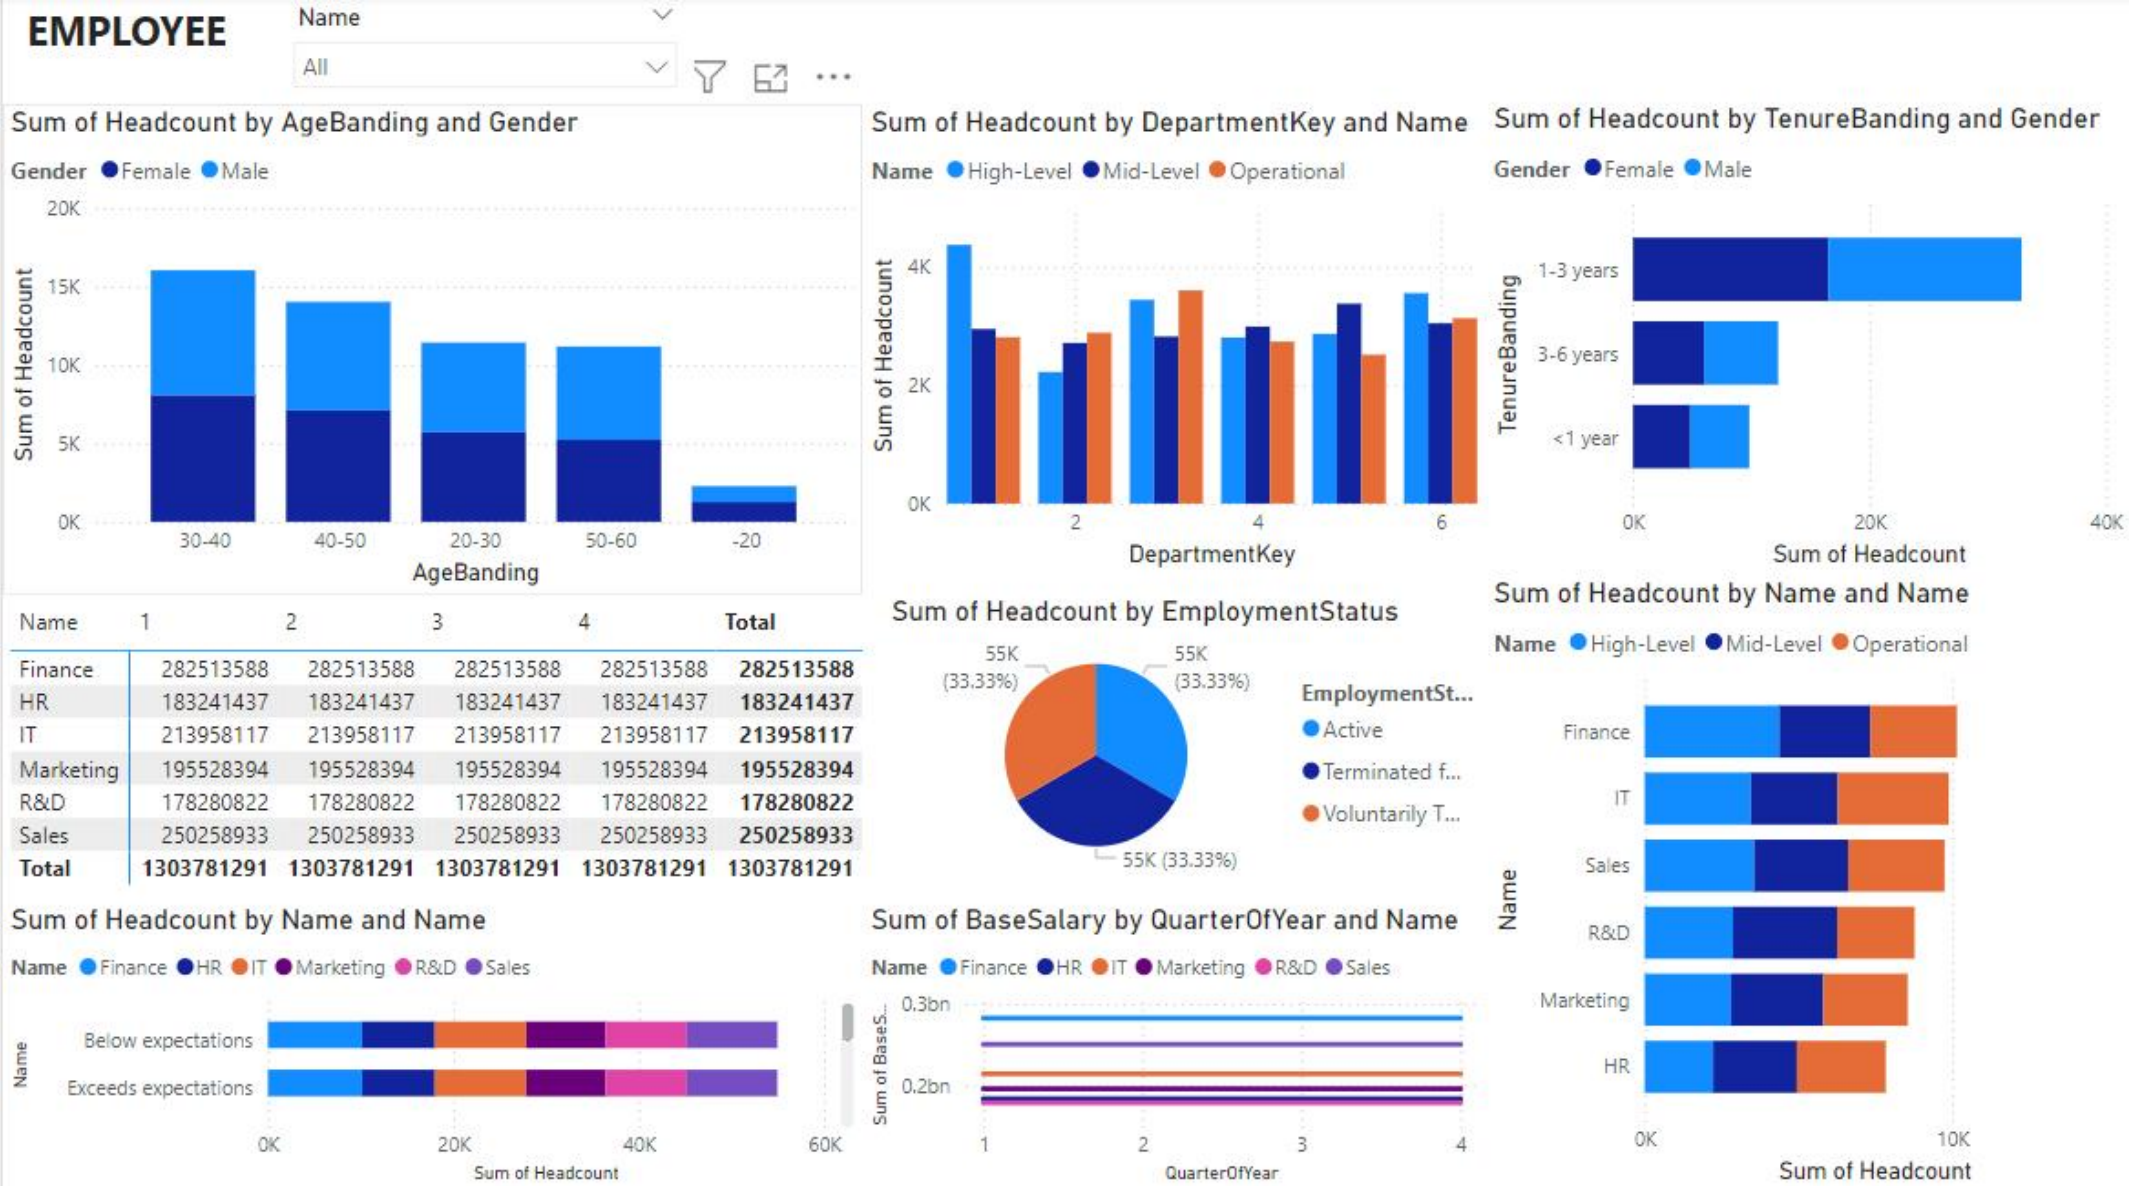 EMPLOYEE
Name
All
Sum of Headcount by AgeBanding and Gender
Gender Female Male
20K
15K
10K
5K
0K
Sum of Headcount
30-40 40-50 20-30 50-60 -20
AgeBanding
Sum of Headcount by DepartmentKey and Name
Name High-Level Mid-Level Operational
4K
2K
0K
Sum of Headcount
2 4 6
DepartmentKey
Sum of Headcount by TenureBanding and Gender
Gender Female Male
TenureBanding
1-3 years
3-6 years
<1 year
0K 20K 40K
Sum of Headcount
Name 1 2 3 4 Total
Finance 282513588 282513588 282513588 282513588 282513588
HR 183241437 183241437 183241437 183241437 183241437
IT 213958117 213958117 213958117 213958117 213958117
Marketing 195528394 195528394 195528394 195528394 195528394
R&D 178280822 178280822 178280822 178280822 178280822
Sales 250258933 250258933 250258933 250258933 250258933
Total 1303781291 1303781291 1303781291 1303781291 1303781291
Sum of Headcount by EmploymentStatus
55K
(33.33%)
55K
(33.33%)
55K (33.33%)
EmploymentSt...
Active
Terminated f...
Voluntarily T...
Sum of Headcount by Name and Name
Name High-Level Mid-Level Operational
Name
Finance
IT
Sales
R&D
Marketing
HR
0K 10K
Sum of Headcount
Sum of Headcount by Name and Name
Name Finance HR IT Marketing R&D Sales
Name
Below expectations
Exceeds expectations
0K 20K 40K 60K
Sum of Headcount
Sum of BaseSalary by QuarterOfYear and Name
Name Finance HR IT Marketing R&D Sales
Sum of BaseS...
0.3bn
0.2bn
1 2 3 4
QuarterOfYear